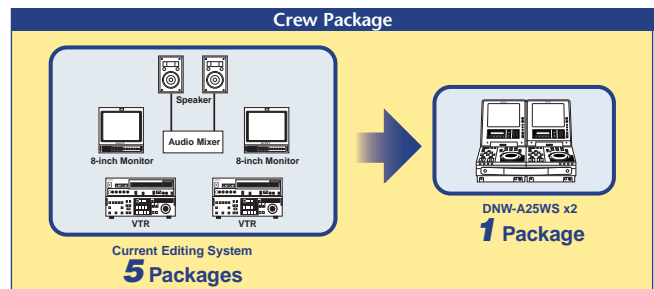 Crew Package
Speaker
Audio Mixer
8-inch Monitor
8-inch Monitor
VTR
VTR
Current Editing System
5 Packages
DNW-A25WS x2
1 Package